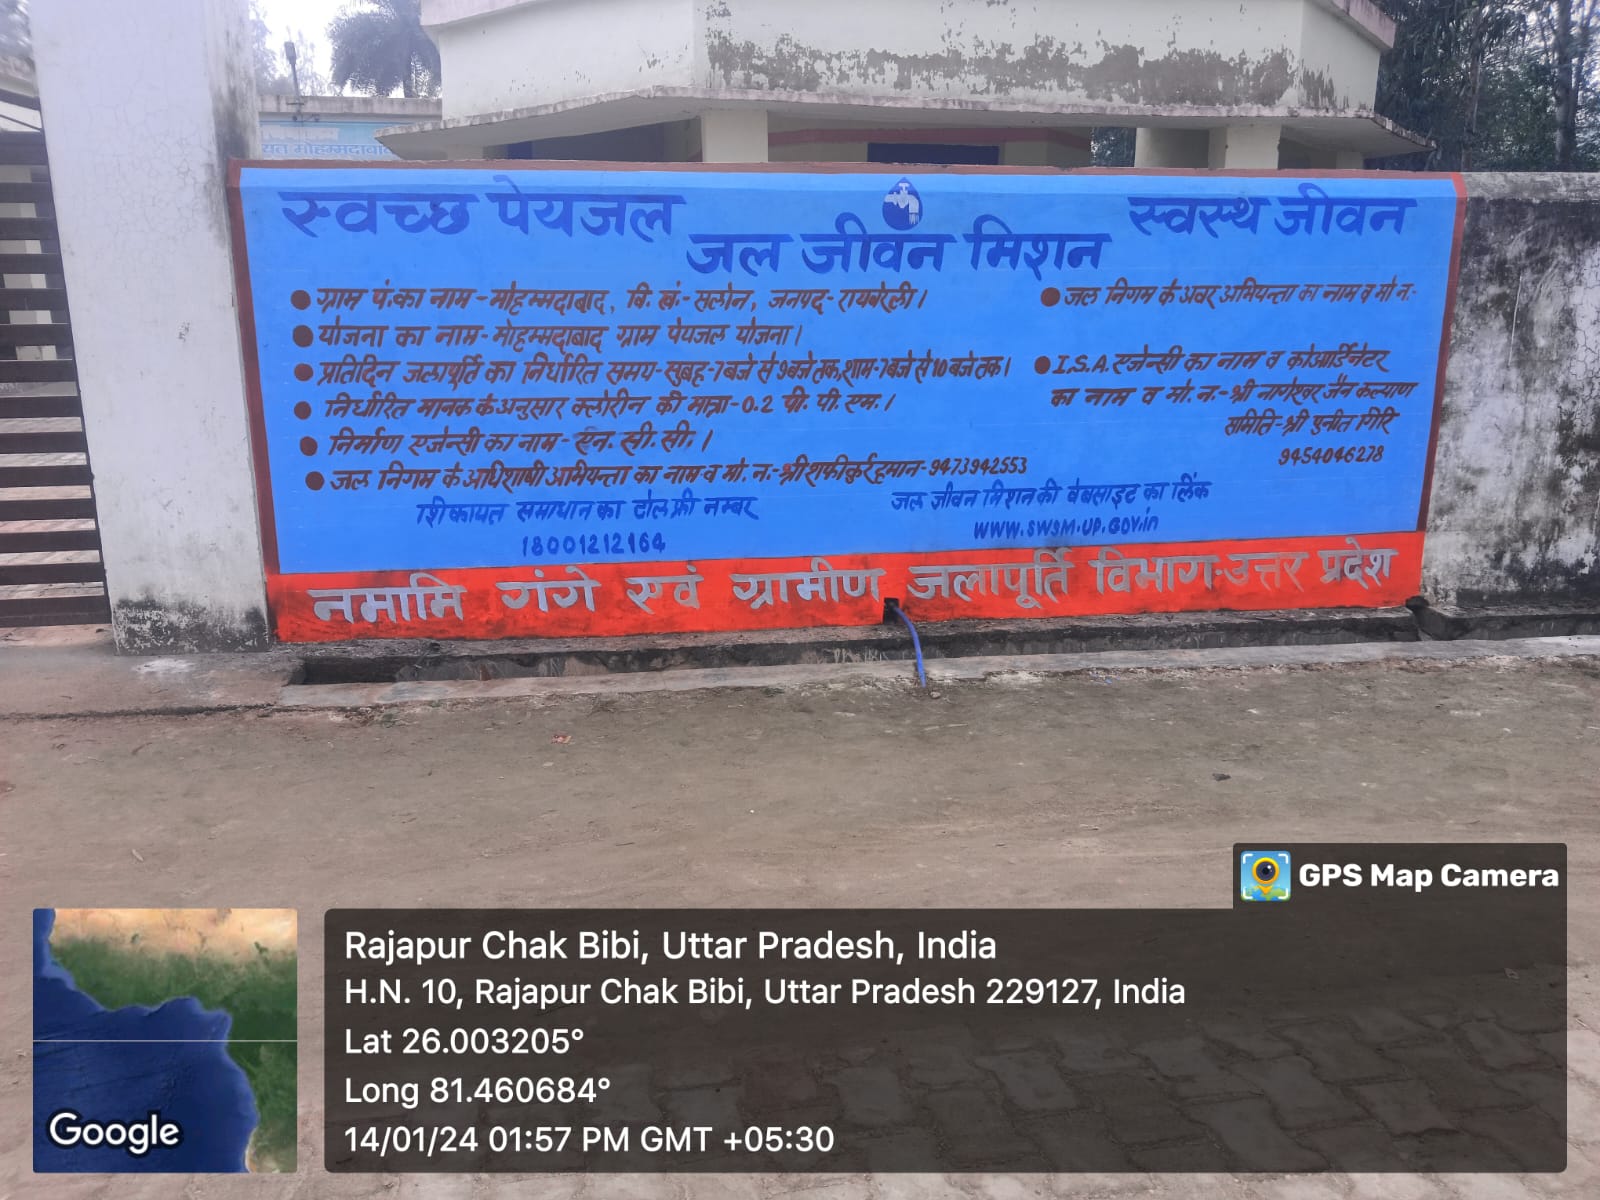 यत मोहम्मदाबाद
स्वच्छ पेयजल
स्वस्थ जीवन
जल जीवन मिशन
● ग्राम पं. का नाम - मोहम्मदाबाद, वि. खं.- सलोन, जनपद - रायबरेली।
● योजना का नाम - मोहम्मदाबाद ग्राम पेयजल योजना।
● प्रतिदिन जलापूर्ति का निर्धारित समय - सुबह - 7 बजे से 9 बजे तक, शाम - 7 बजे से 10 बजे तक।
● निर्धारित मानक के अनुसार क्लोरीन की मात्रा - 0.2 पी. पी. एम.।
● निर्माण एजेन्सी का नाम - एन. सी. सी.।
● जल निगम के अधिशाषी अभियन्ता का नाम व मो. न.- श्री शफीकुर्रहमान - 9473942553
● जल निगम के अवर अभियन्ता का नाम व मो न.-
● I.S.A. एजेन्सी का नाम व कोआर्डिनेटर
का नाम व मो. न.- श्री नागेश्वर जैन कल्याण
समिति - श्री पुनीत गिरि
9454046278
शिकायत समाधान का टोल फ्री नम्बर
18001212164
जल जीवन मिशन की वेबसाइट का लिंक
www.swsm.up.gov.in
नमामि गंगे एवं ग्रामीण जलापूर्ति विभाग-उत्तर प्रदेश
GPS Map Camera
Rajapur Chak Bibi, Uttar Pradesh, India
H.N. 10, Rajapur Chak Bibi, Uttar Pradesh 229127, India
Lat 26.003205°
Long 81.460684°
14/01/24 01:57 PM GMT +05:30
Google